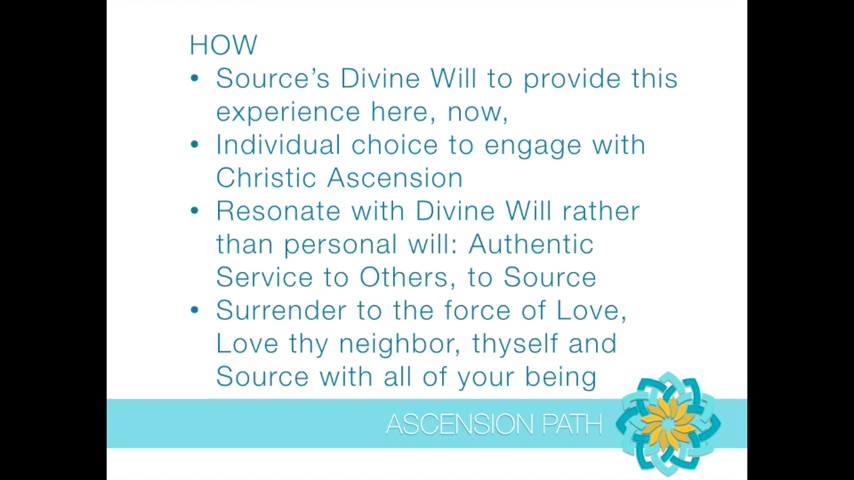 HOW
• Source's Divine Will to provide this
experience here, now,
• Individual choice to engage with
Christic Ascension
• Resonate with Divine Will rather
than personal will: Authentic
Service to Others, to Source
• Surrender to the force of Love,
Love thy neighbor, thyself and
Source with all of your being
ASCENSION PATH